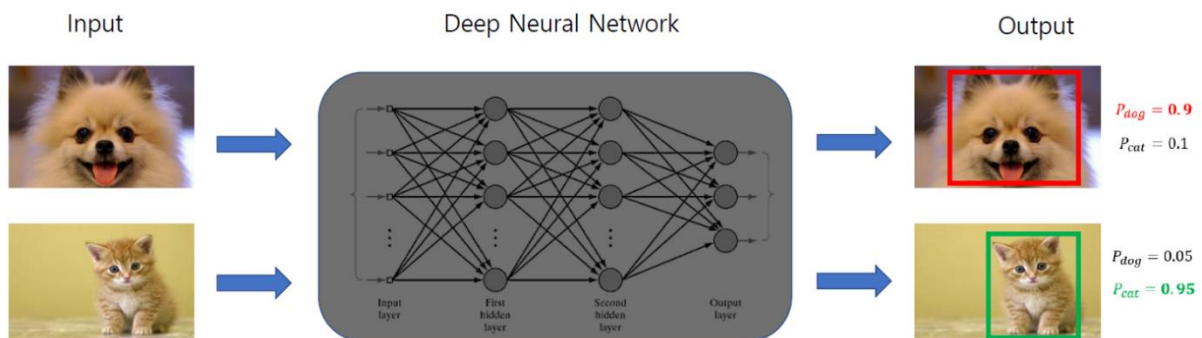 Input
Deep Neural Network
Output
P_dog = 0.9
P_cat = 0.1
P_dog = 0.05
P_cat = 0.95
Input
layer
First
hidden
layer
Second
hidden
layer
Output
layer